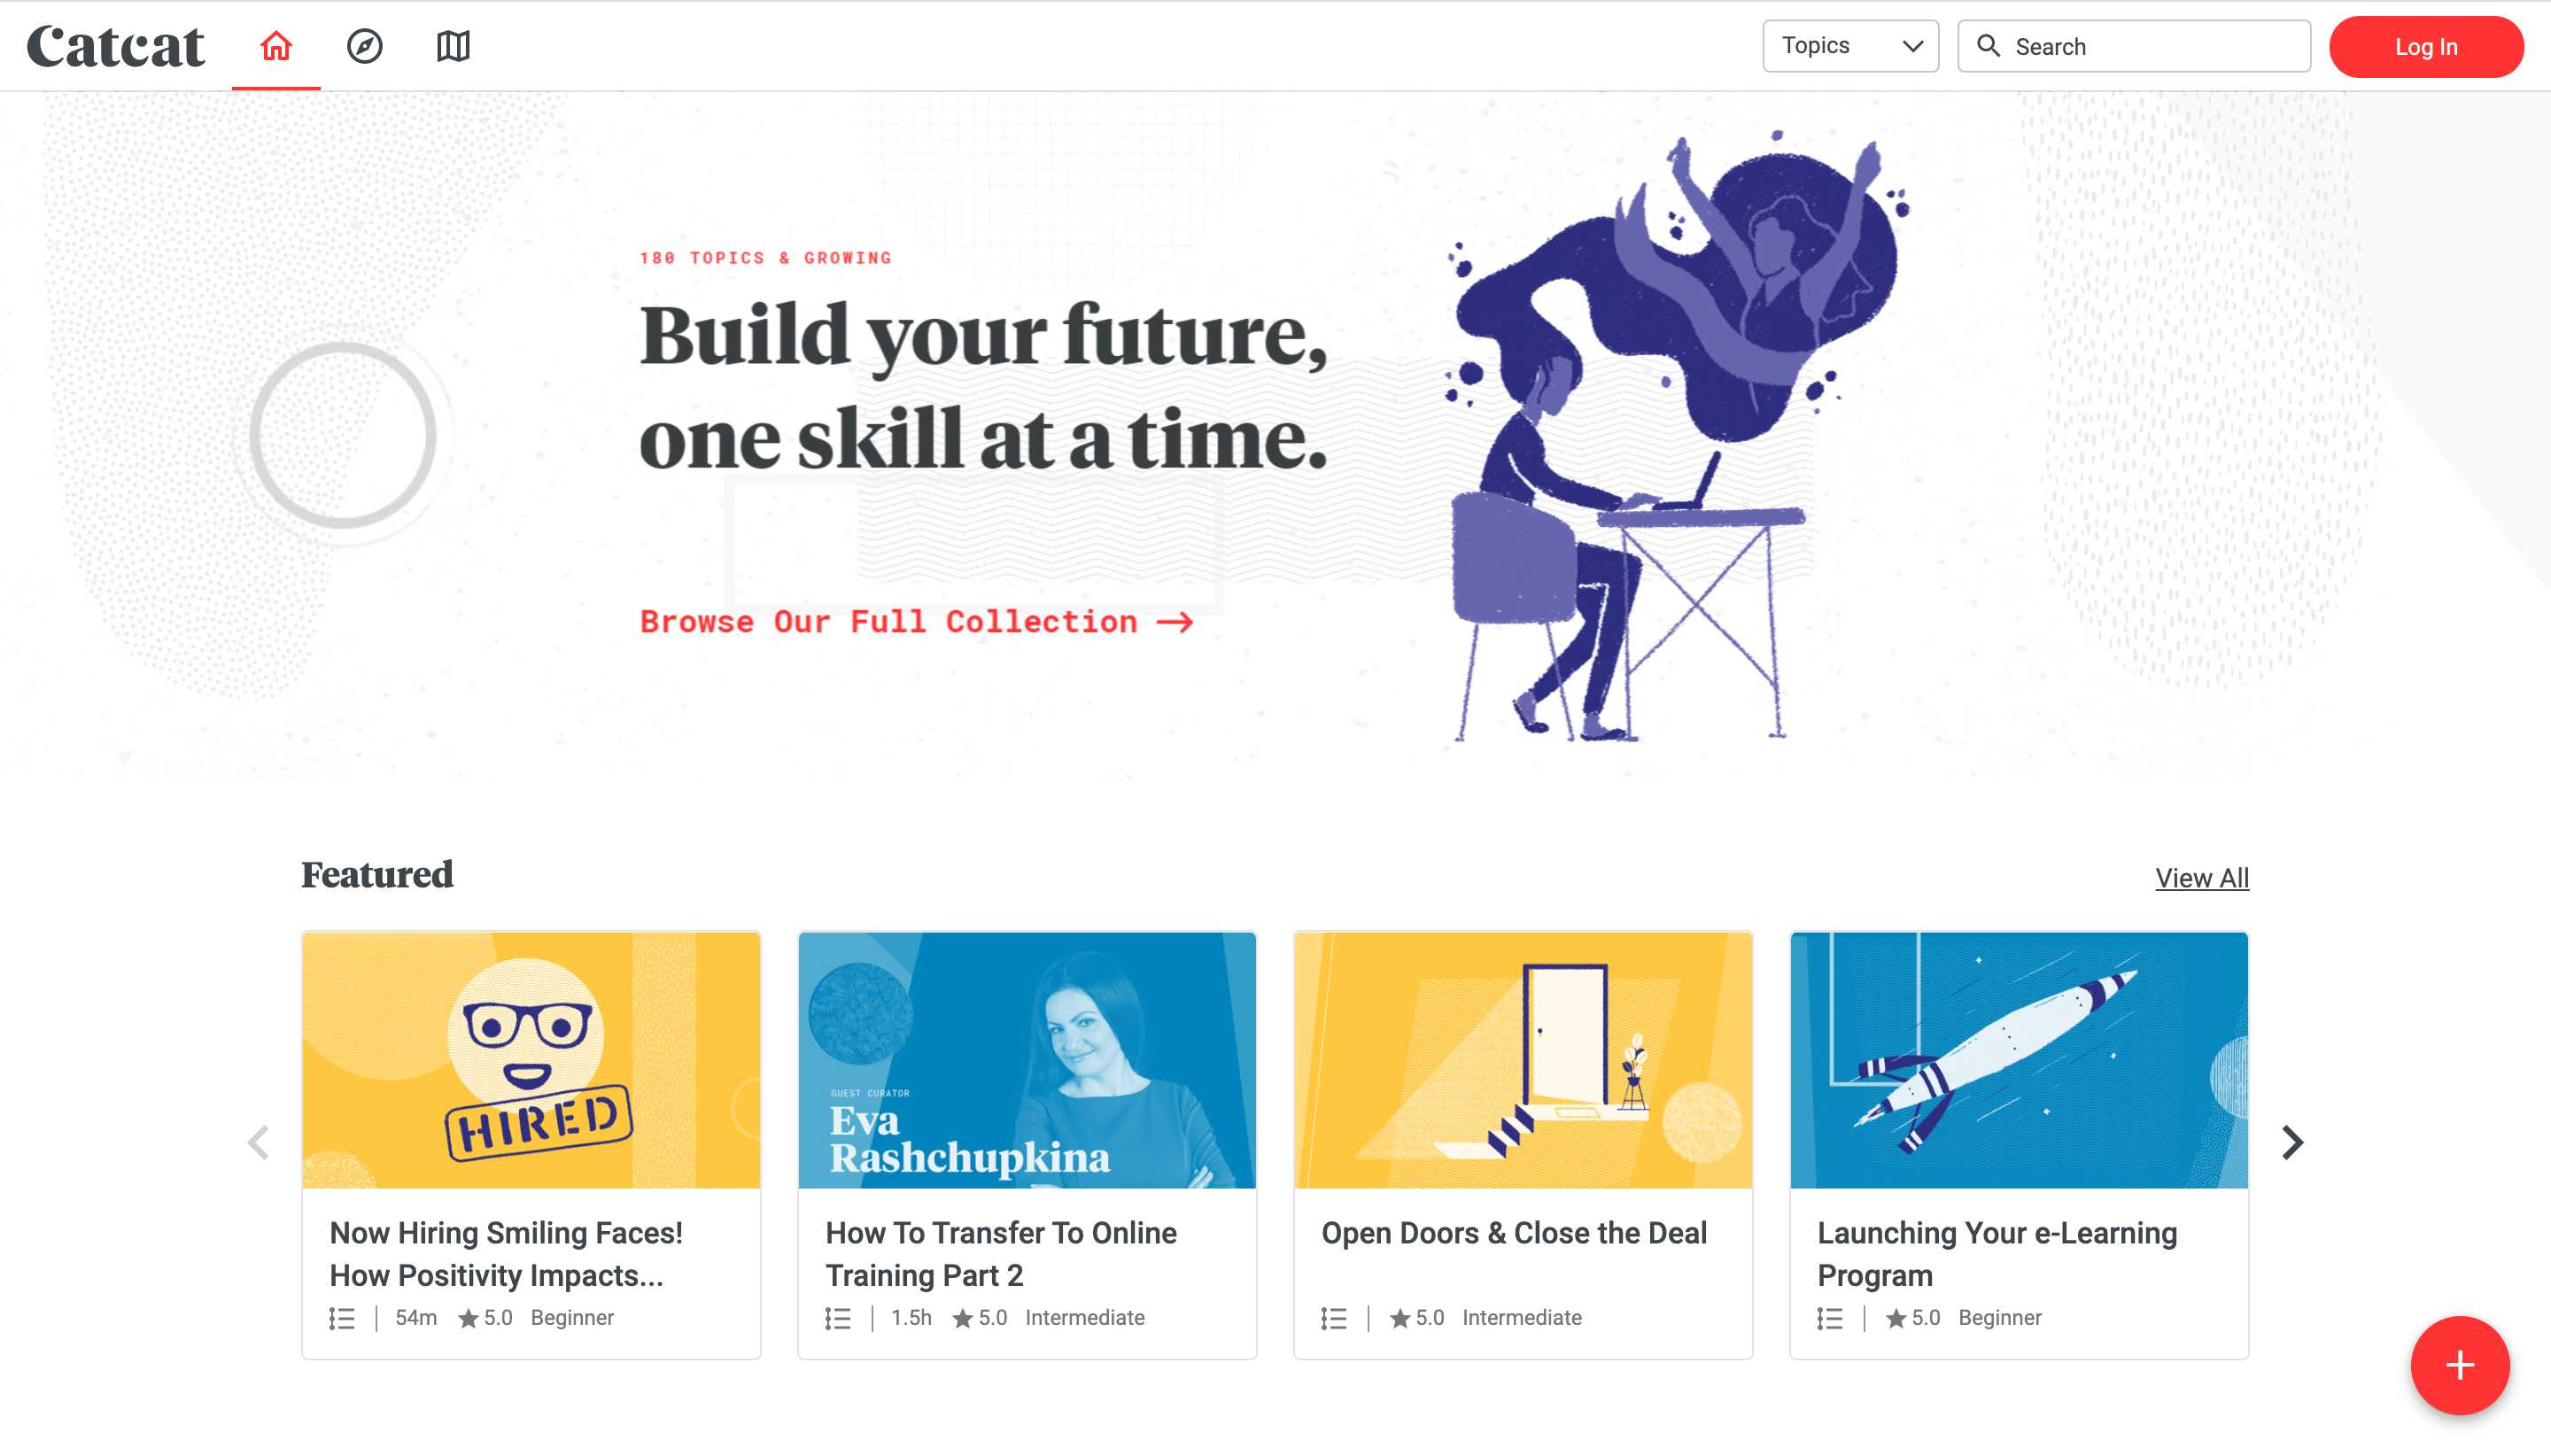 Catcat
Topics
Search
Log In
180 TOPICS & GROWING
Build your future,
one skill at a time.
Browse Our Full Collection →
Featured
View All
HIRED
Now Hiring Smiling Faces!
How Positivity Impacts...
54m ★ 5.0 Beginner
GUEST CURATOR
Eva
Rashchupkina
How To Transfer To Online
Training Part 2
1.5h ★ 5.0 Intermediate
Open Doors & Close the Deal
★ 5.0 Intermediate
Launching Your e-Learning
Program
★ 5.0 Beginner